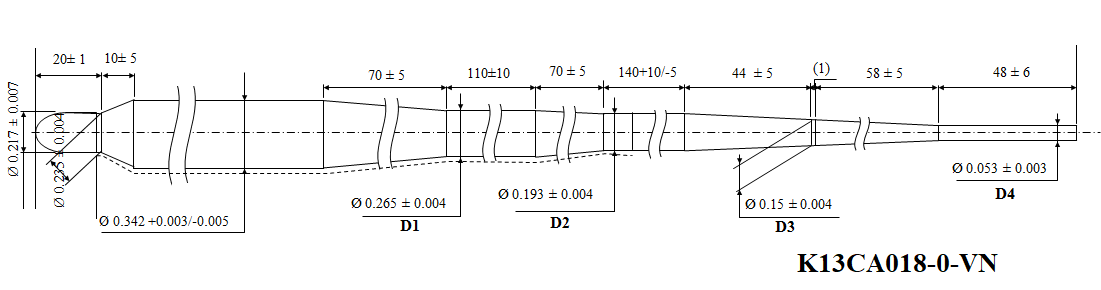 20± 1
10± 5
70 ± 5
110±10
70 ± 5
140+10/-5
44 ± 5
(1)
58 ± 5
48 ± 6
Ø 0.217 ± 0.007
Ø 0.235 ± 0.004
Ø 0.342 +0.003/-0.005
Ø 0.265 ± 0.004
D1
Ø 0.193 ± 0.004
D2
Ø 0.15 ± 0.004
D3
Ø 0.053 ± 0.003
D4
K13CA018-0-VN